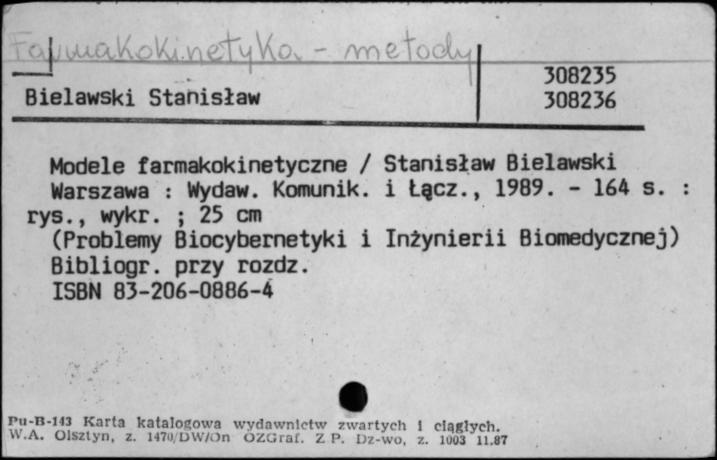 Farmakokinetyka - metody
308235
Bielawski Stanisław 308236
Modele farmakokinetyczne / Stanisław Bielawski
Warszawa : Wydaw. Komunik. i Łącz., 1989. - 164 s. :
rys., wykr. ; 25 cm
(Problemy Biocybernetyki i Inżynierii Biomedycznej)
Bibliogr. przy rozdz.
ISBN 83-206-0886-4
Pu-B-143 Karta katalogowa wydawnictw zwartych i ciągłych.
W.A. Olsztyn, z. 1470/DW/On OZGraf. Z.P. Dz-wo, z. 1003 11.87